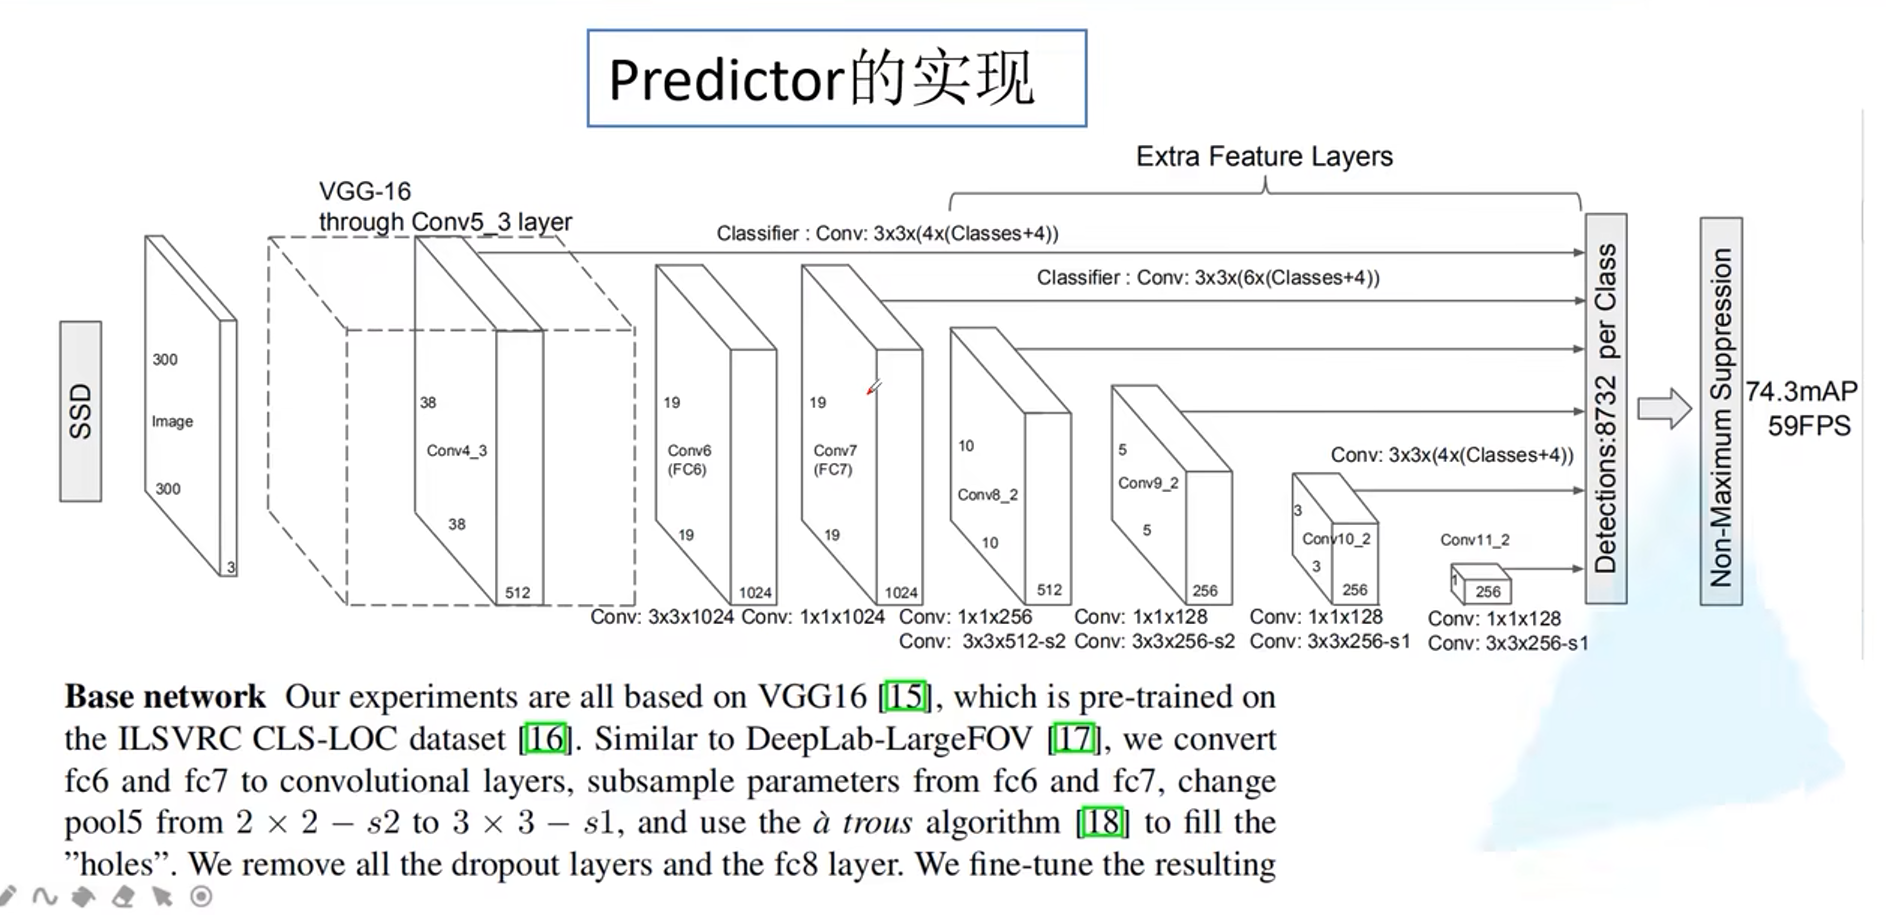 Predictor的实现
Extra Feature Layers
VGG-16
through Conv5_3 layer
Classifier : Conv: 3x3x(4x(Classes+4))
Classifier : Conv: 3x3x(6x(Classes+4))
SSD
300
Image
300
3
38
Conv4_3
38
512
19
Conv6
(FC6)
19
1024
19
Conv7
(FC7)
19
1024
10
Conv8_2
10
512
5
Conv9_2
5
256
Conv: 3x3x(4x(Classes+4))
3
Conv10_2
3
256
Conv11_2
1
256
Detections:8732 per Class
Non-Maximum Suppression
74.3mAP
59FPS
Conv: 3x3x1024 Conv: 1x1x1024 Conv: 1x1x256 Conv: 1x1x128 Conv: 1x1x128 Conv: 1x1x128
Conv: 3x3x512-s2 Conv: 3x3x256-s2 Conv: 3x3x256-s1 Conv: 3x3x256-s1
Base network Our experiments are all based on VGG16 [15], which is pre-trained on
the ILSVRC CLS-LOC dataset [16]. Similar to DeepLab-LargeFOV [17], we convert
fc6 and fc7 to convolutional layers, subsample parameters from fc6 and fc7, change
pool5 from 2 × 2 − s2 to 3 × 3 − s1, and use the à trous algorithm [18] to fill the
”holes”. We remove all the dropout layers and the fc8 layer. We fine-tune the resulting